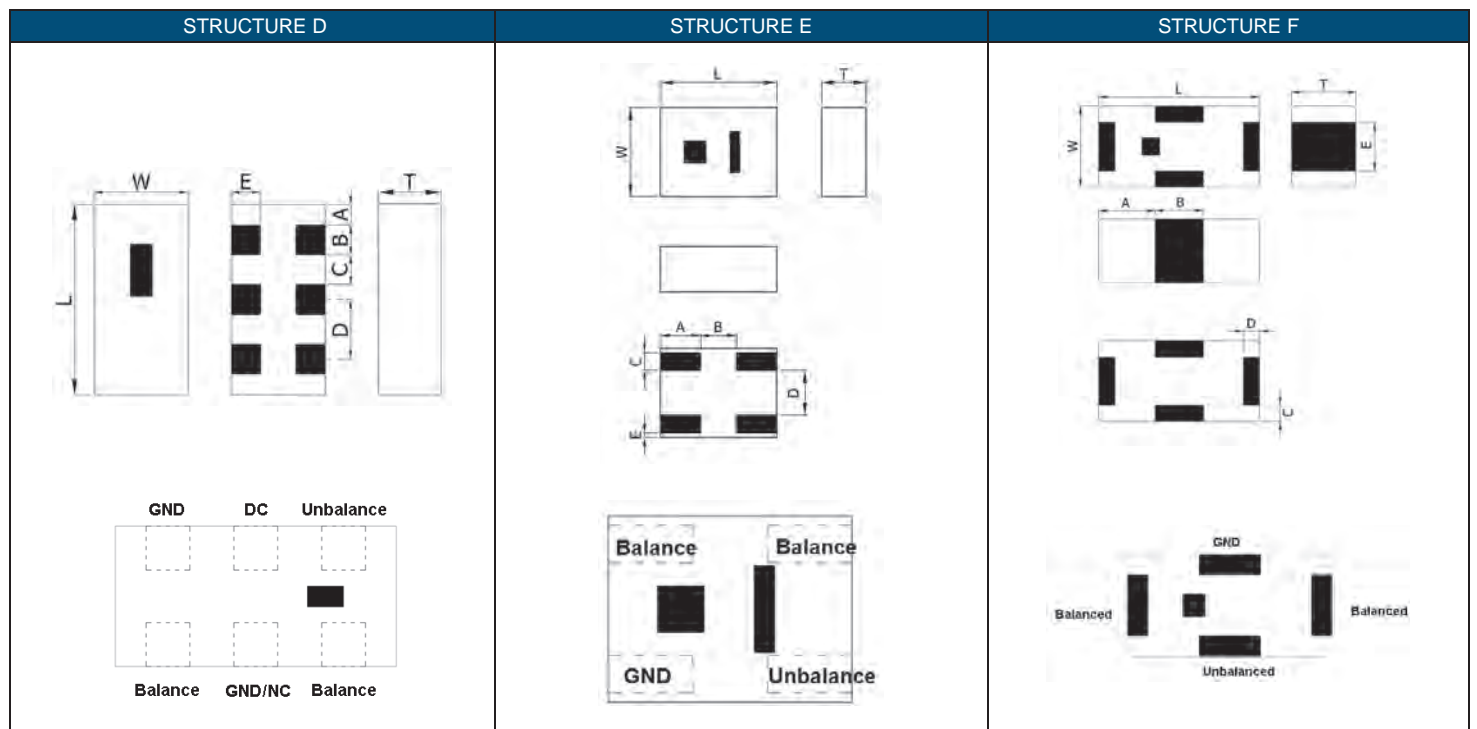 STRUCTURE D
STRUCTURE E
STRUCTURE F
W
E
T
L
A
B
C
D
GND DC Unbalance
Balance GND/NC Balance
L
T
W
A B
C
D
E
Balance Balance
GND Unbalance
L
T
W
E
A B
D
C
GND
Balanced
Balanced
Unbalanced